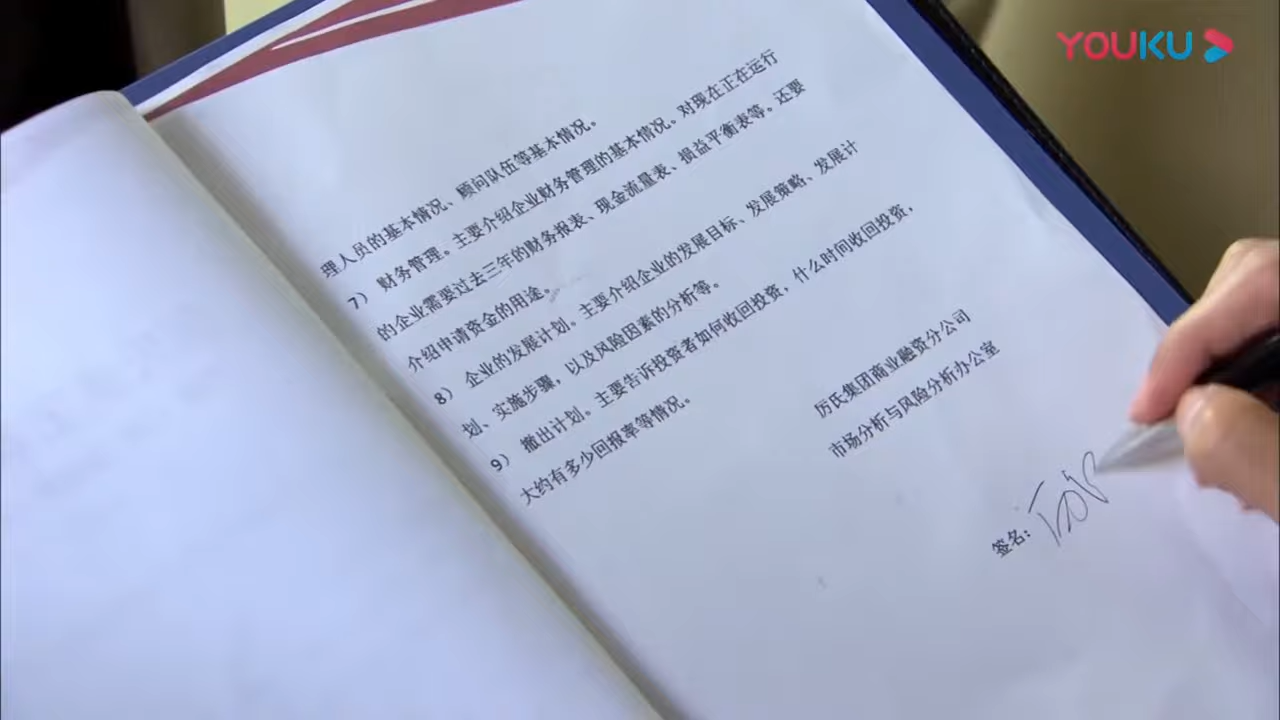 YOUKU
理人员的基本情况、顾问队伍等基本情况。
7） 财务管理。主要介绍企业财务管理的基本情况。对现在正在运行
的企业需要过去三年的财务报表、现金流量表、损益平衡表等。还要
介绍申请资金的用途。
8） 企业的发展计划。主要介绍企业的发展目标、发展策略、发展计
划、实施步骤，以及风险因素的分析等。
9） 撤出计划。主要告诉投资者如何收回投资，什么时间收回投资，
大约有多少回报率等情况。
厉氏集团商业融资分公司
市场分析与风险分析办公室
签名：